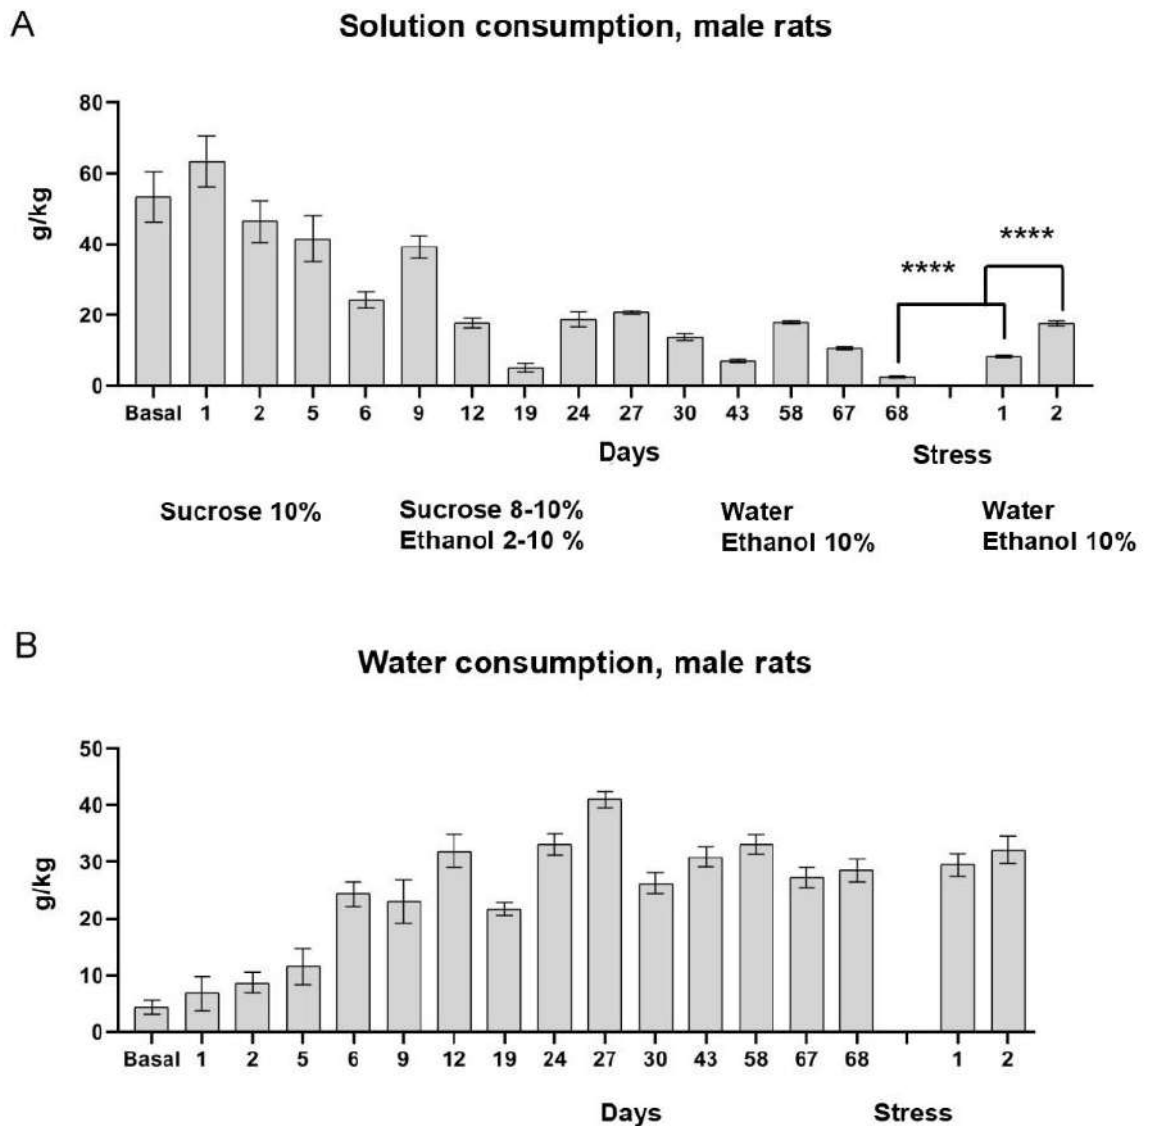 A
Solution consumption, male rats
80
60
40
20
0
g/kg
****
****
Basal 1 2 5 6 9 12 19 24 27 30 43 58 67 68 1 2
Days Stress
Sucrose 10%
Sucrose 8-10%
Ethanol 2-10 %
Water
Ethanol 10%
Water
Ethanol 10%
B
Water consumption, male rats
50
40
30
20
10
0
g/kg
Basal 1 2 5 6 9 12 19 24 27 30 43 58 67 68 1 2
Days Stress